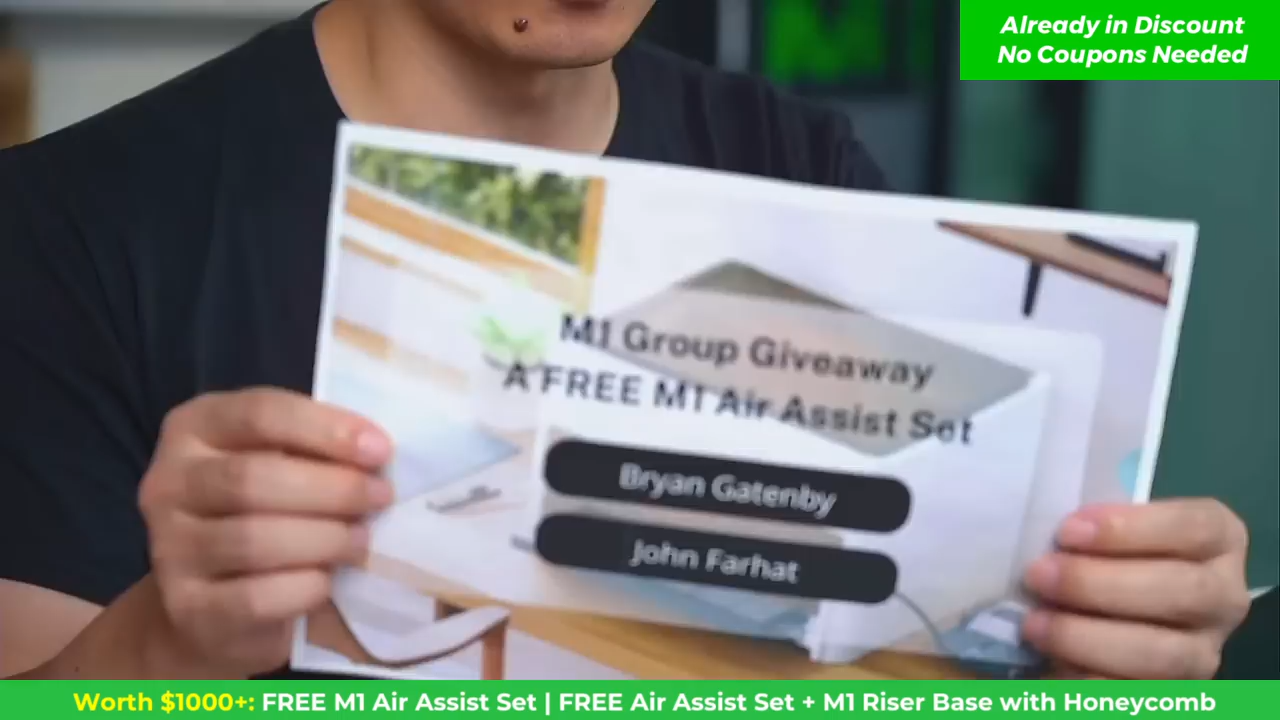 Already in Discount
No Coupons Needed
M1 Group Giveaway
A FREE M1 Air Assist Set
Bryan Gatenby
John Farhat
Worth $1000+: FREE M1 Air Assist Set | FREE Air Assist Set + M1 Riser Base with Honeycomb